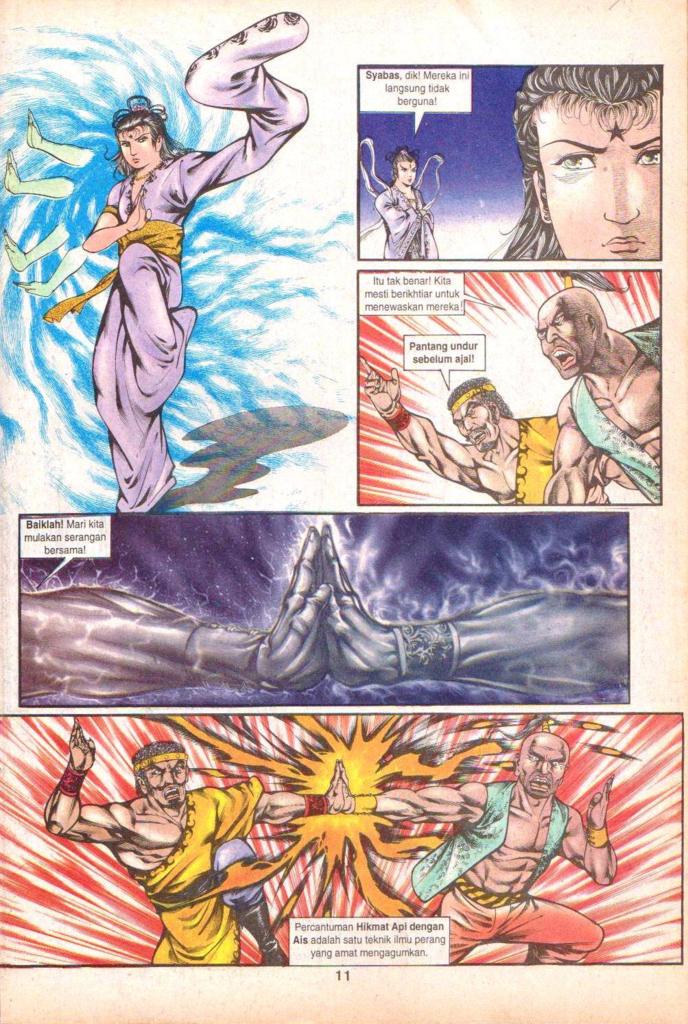 Syabas, dik! Mereka ini
langsung tidak
berguna!
Itu tak benar! Kita
mesti berikhtiar untuk
menewaskan mereka!
Pantang undur
sebelum ajal!
Baiklah! Mari kita
mulakan serangan
bersama!
Percantuman Hikmat Api dengan
Ais adalah satu teknik ilmu perang
yang amat mengagumkan.
11